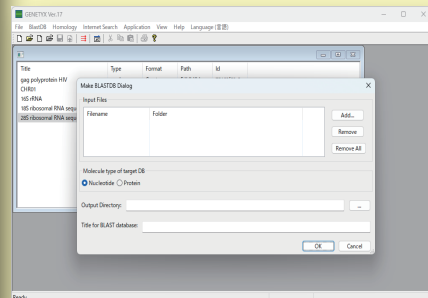 GENETYX Ver.17
File BlastDB Homology Internet Search Application View Help Language (言語)
Title Type Format Path Id
gag polyprotein HIV
CHR01
16S rRNA
18S ribosomal RNA sequ
28S ribosomal RNA sequ
Make BLASTDB Dialog
Input Files
Filename Folder
Add...
Remove
Remove All
Molecule type of target DB
Nucleotide Protein
Output Directory:
...
Title for BLAST database:
OK Cancel
Ready